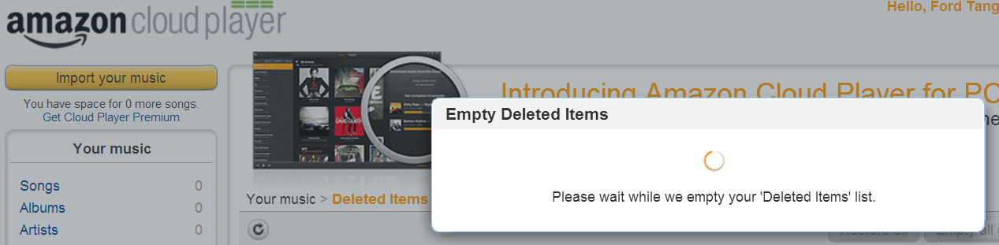 amazon cloud player
Hello, Ford Tang
Import your music
You have space for 0 more songs.
Get Cloud Player Premium
Your music
Songs 0
Albums 0
Artists 0
Introducing Amazon Cloud Player for PC
Your music > Deleted Items
Empty Deleted Items
Please wait while we empty your 'Deleted Items' list.
Restore all
Empty all